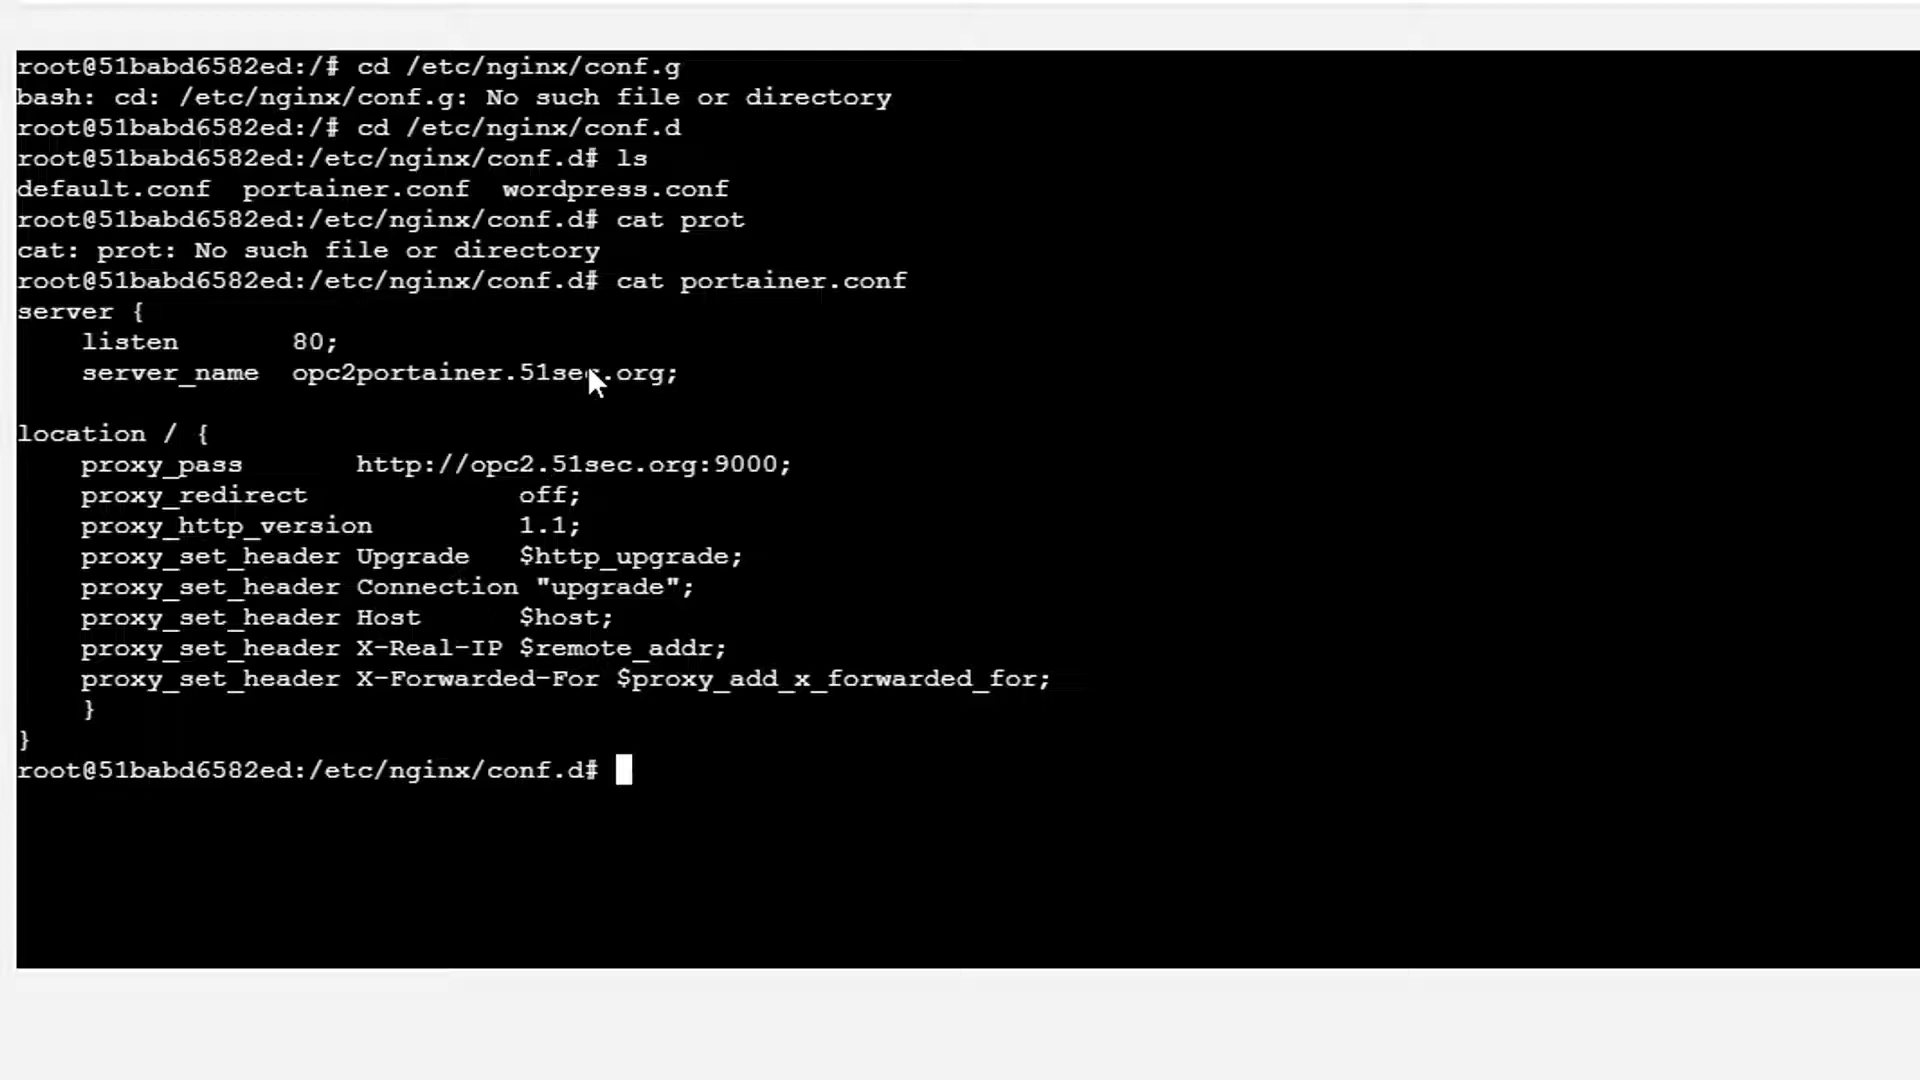 root@51babd6582ed:/# cd /etc/nginx/conf.g
bash: cd: /etc/nginx/conf.g: No such file or directory
root@51babd6582ed:/# cd /etc/nginx/conf.d
root@51babd6582ed:/etc/nginx/conf.d# ls
default.conf  portainer.conf  wordpress.conf
root@51babd6582ed:/etc/nginx/conf.d# cat prot
cat: prot: No such file or directory
root@51babd6582ed:/etc/nginx/conf.d# cat portainer.conf
server {
    listen       80;
    server_name  opc2portainer.51sec.org;

location / {
    proxy_pass       http://opc2.51sec.org:9000;
    proxy_redirect             off;
    proxy_http_version         1.1;
    proxy_set_header Upgrade   $http_upgrade;
    proxy_set_header Connection "upgrade";
    proxy_set_header Host      $host;
    proxy_set_header X-Real-IP $remote_addr;
    proxy_set_header X-Forwarded-For $proxy_add_x_forwarded_for;
    }
}
root@51babd6582ed:/etc/nginx/conf.d#